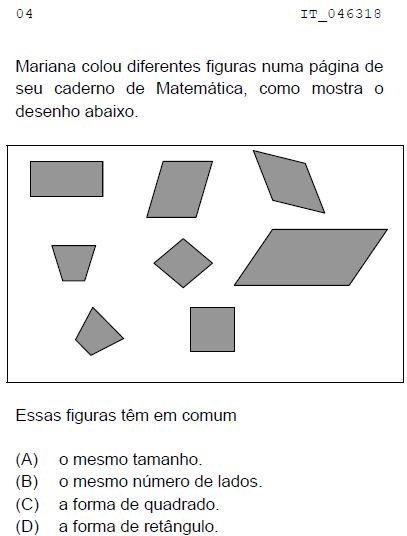 04 IT_046318
Mariana colou diferentes figuras numa página de
seu caderno de Matemática, como mostra o
desenho abaixo.
Essas figuras têm em comum
(A) o mesmo tamanho.
(B) o mesmo número de lados.
(C) a forma de quadrado.
(D) a forma de retângulo.